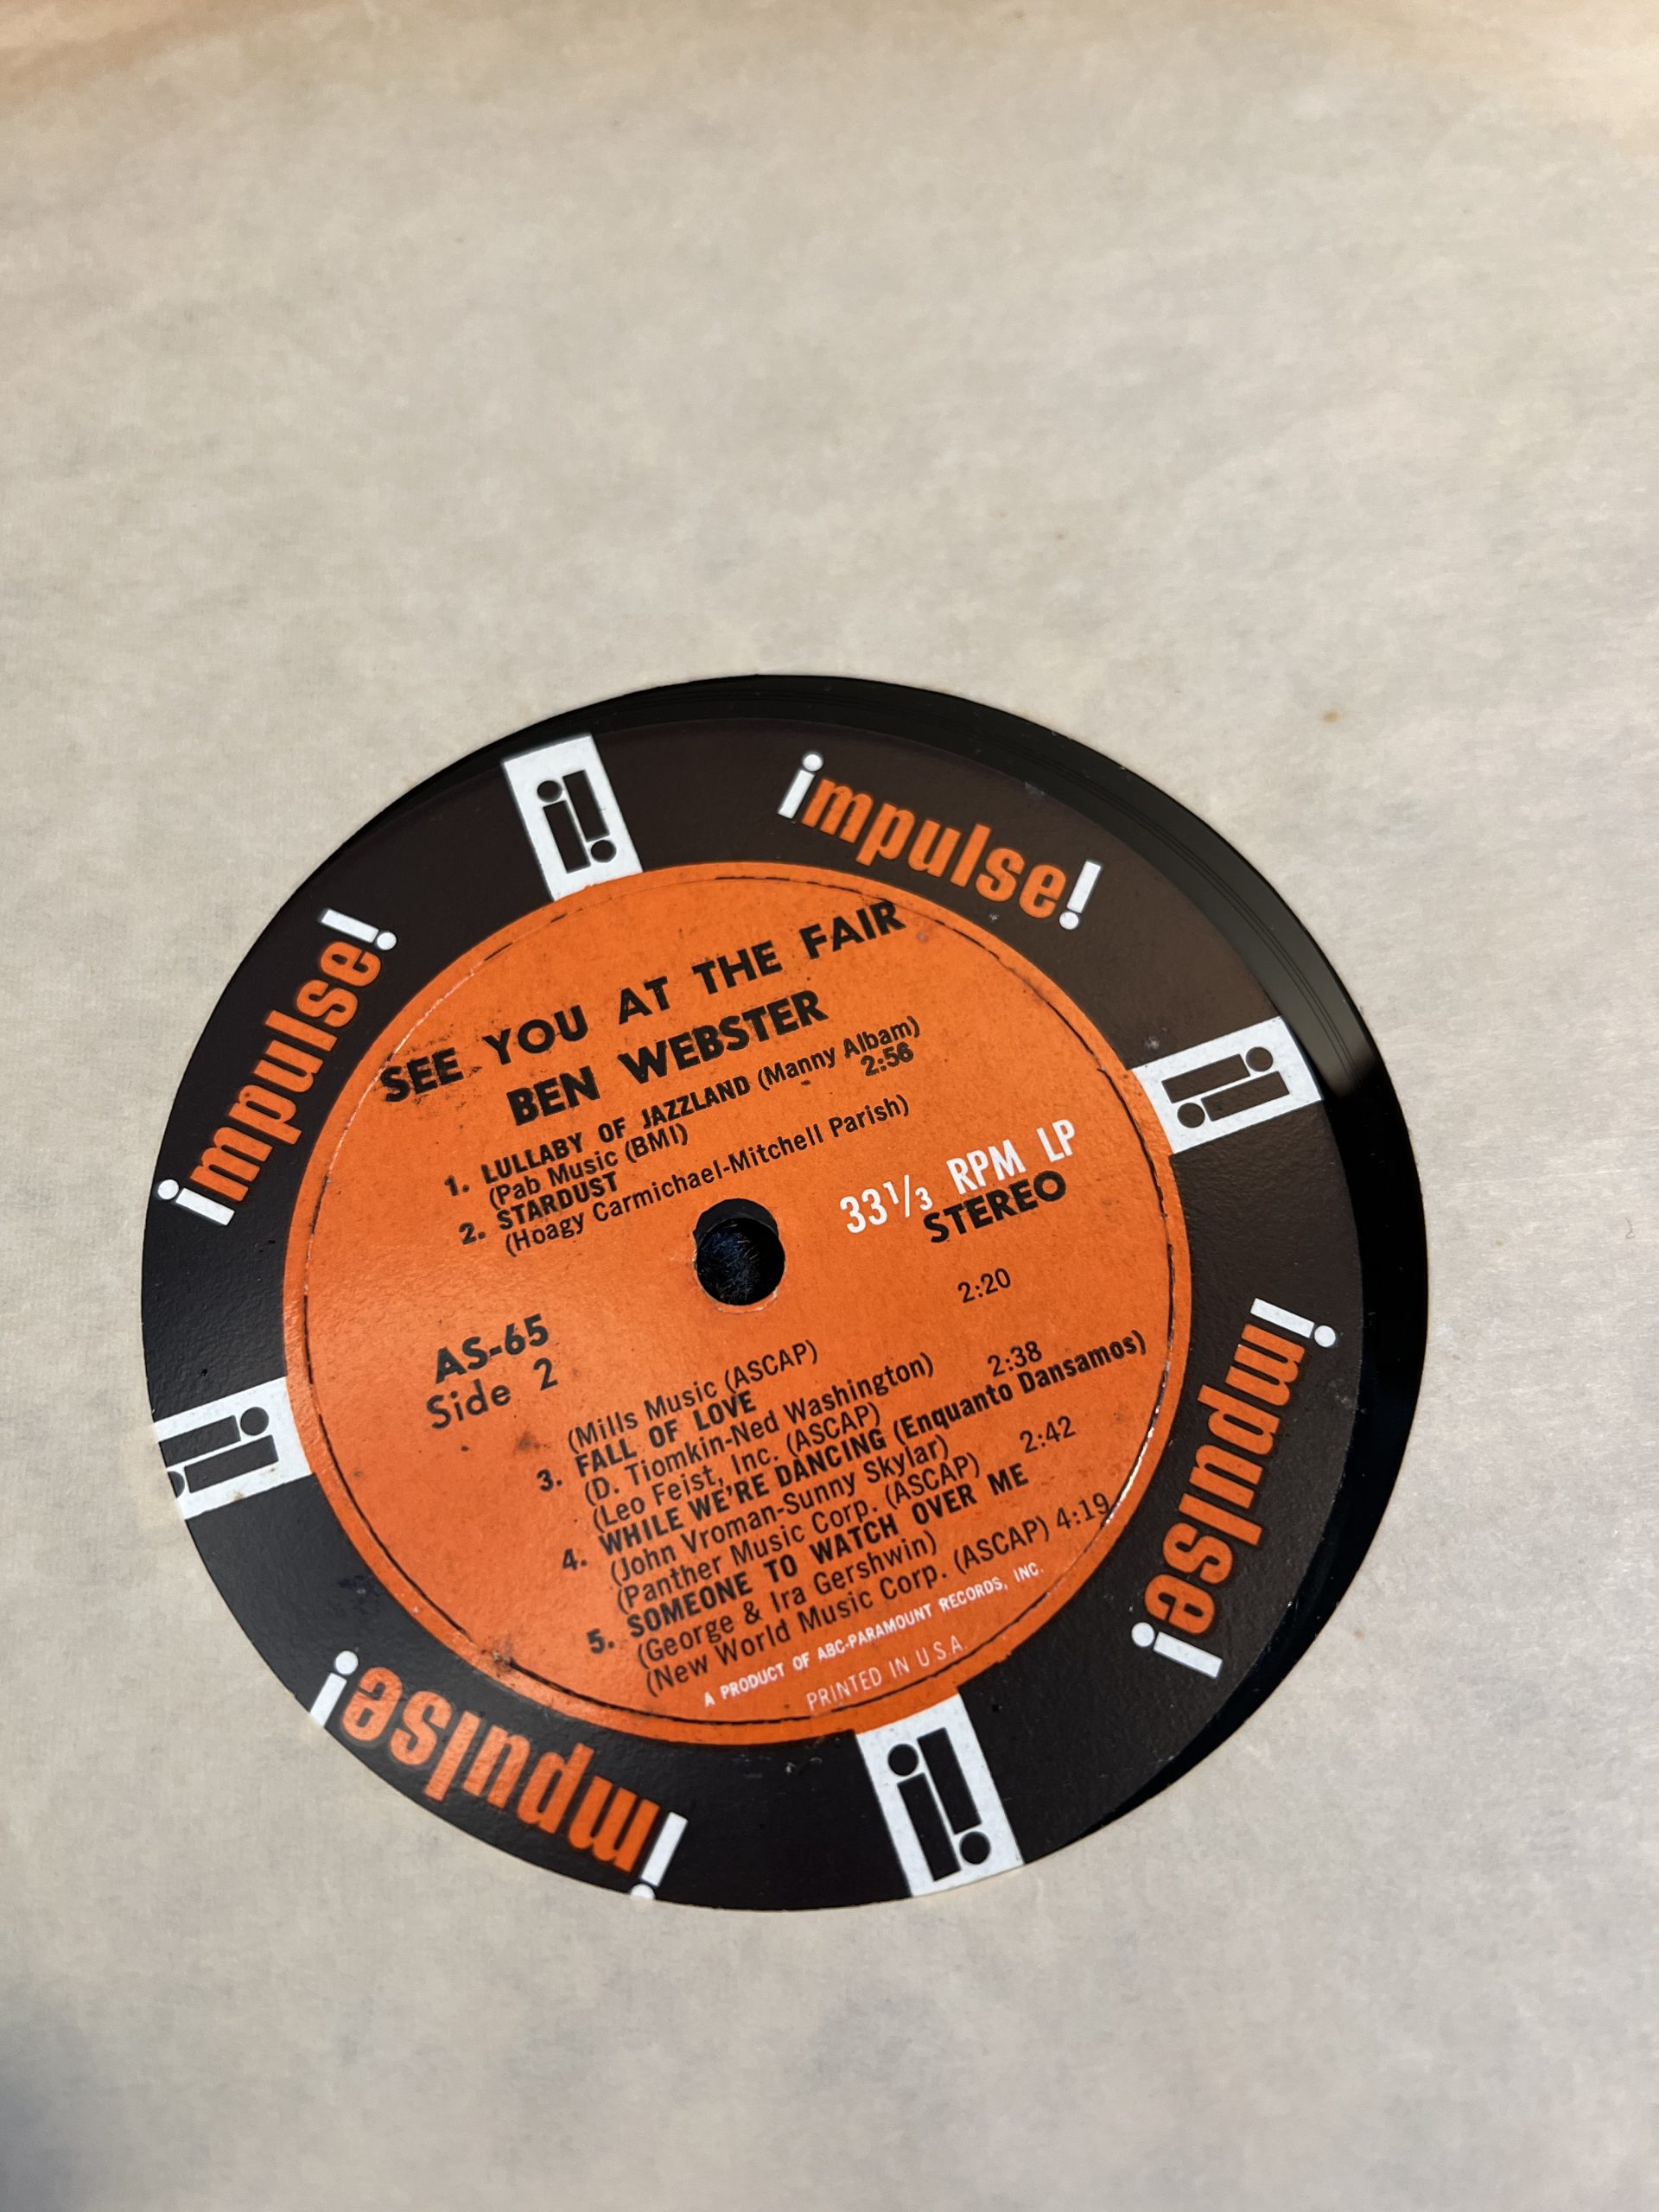 impulse!
impulse!
impulse!
impulse!
SEE YOU AT THE FAIR
BEN WEBSTER
1. LULLABY OF JAZZLAND (Manny Albam)
(Pab Music (BMI) 2:56
2. STARDUST
(Hoagy Carmichael-Mitchell Parish)
33 1/3 RPM LP
STEREO
AS-65
Side 2
2:20
(Mills Music (ASCAP)
3. FALL OF LOVE
(D. Tiomkin-Ned Washington)
(Leo Feist, Inc. (ASCAP) 2:38
4. WHILE WE'RE DANCING (Enquanto Dansamos)
(John Vroman-Sunny Skylar)
(Panther Music Corp. (ASCAP) 2:42
5. SOMEONE TO WATCH OVER ME
(George & Ira Gershwin)
(New World Music Corp. (ASCAP) 4:19
A PRODUCT OF ABC-PARAMOUNT RECORDS, INC.
PRINTED IN U.S.A.